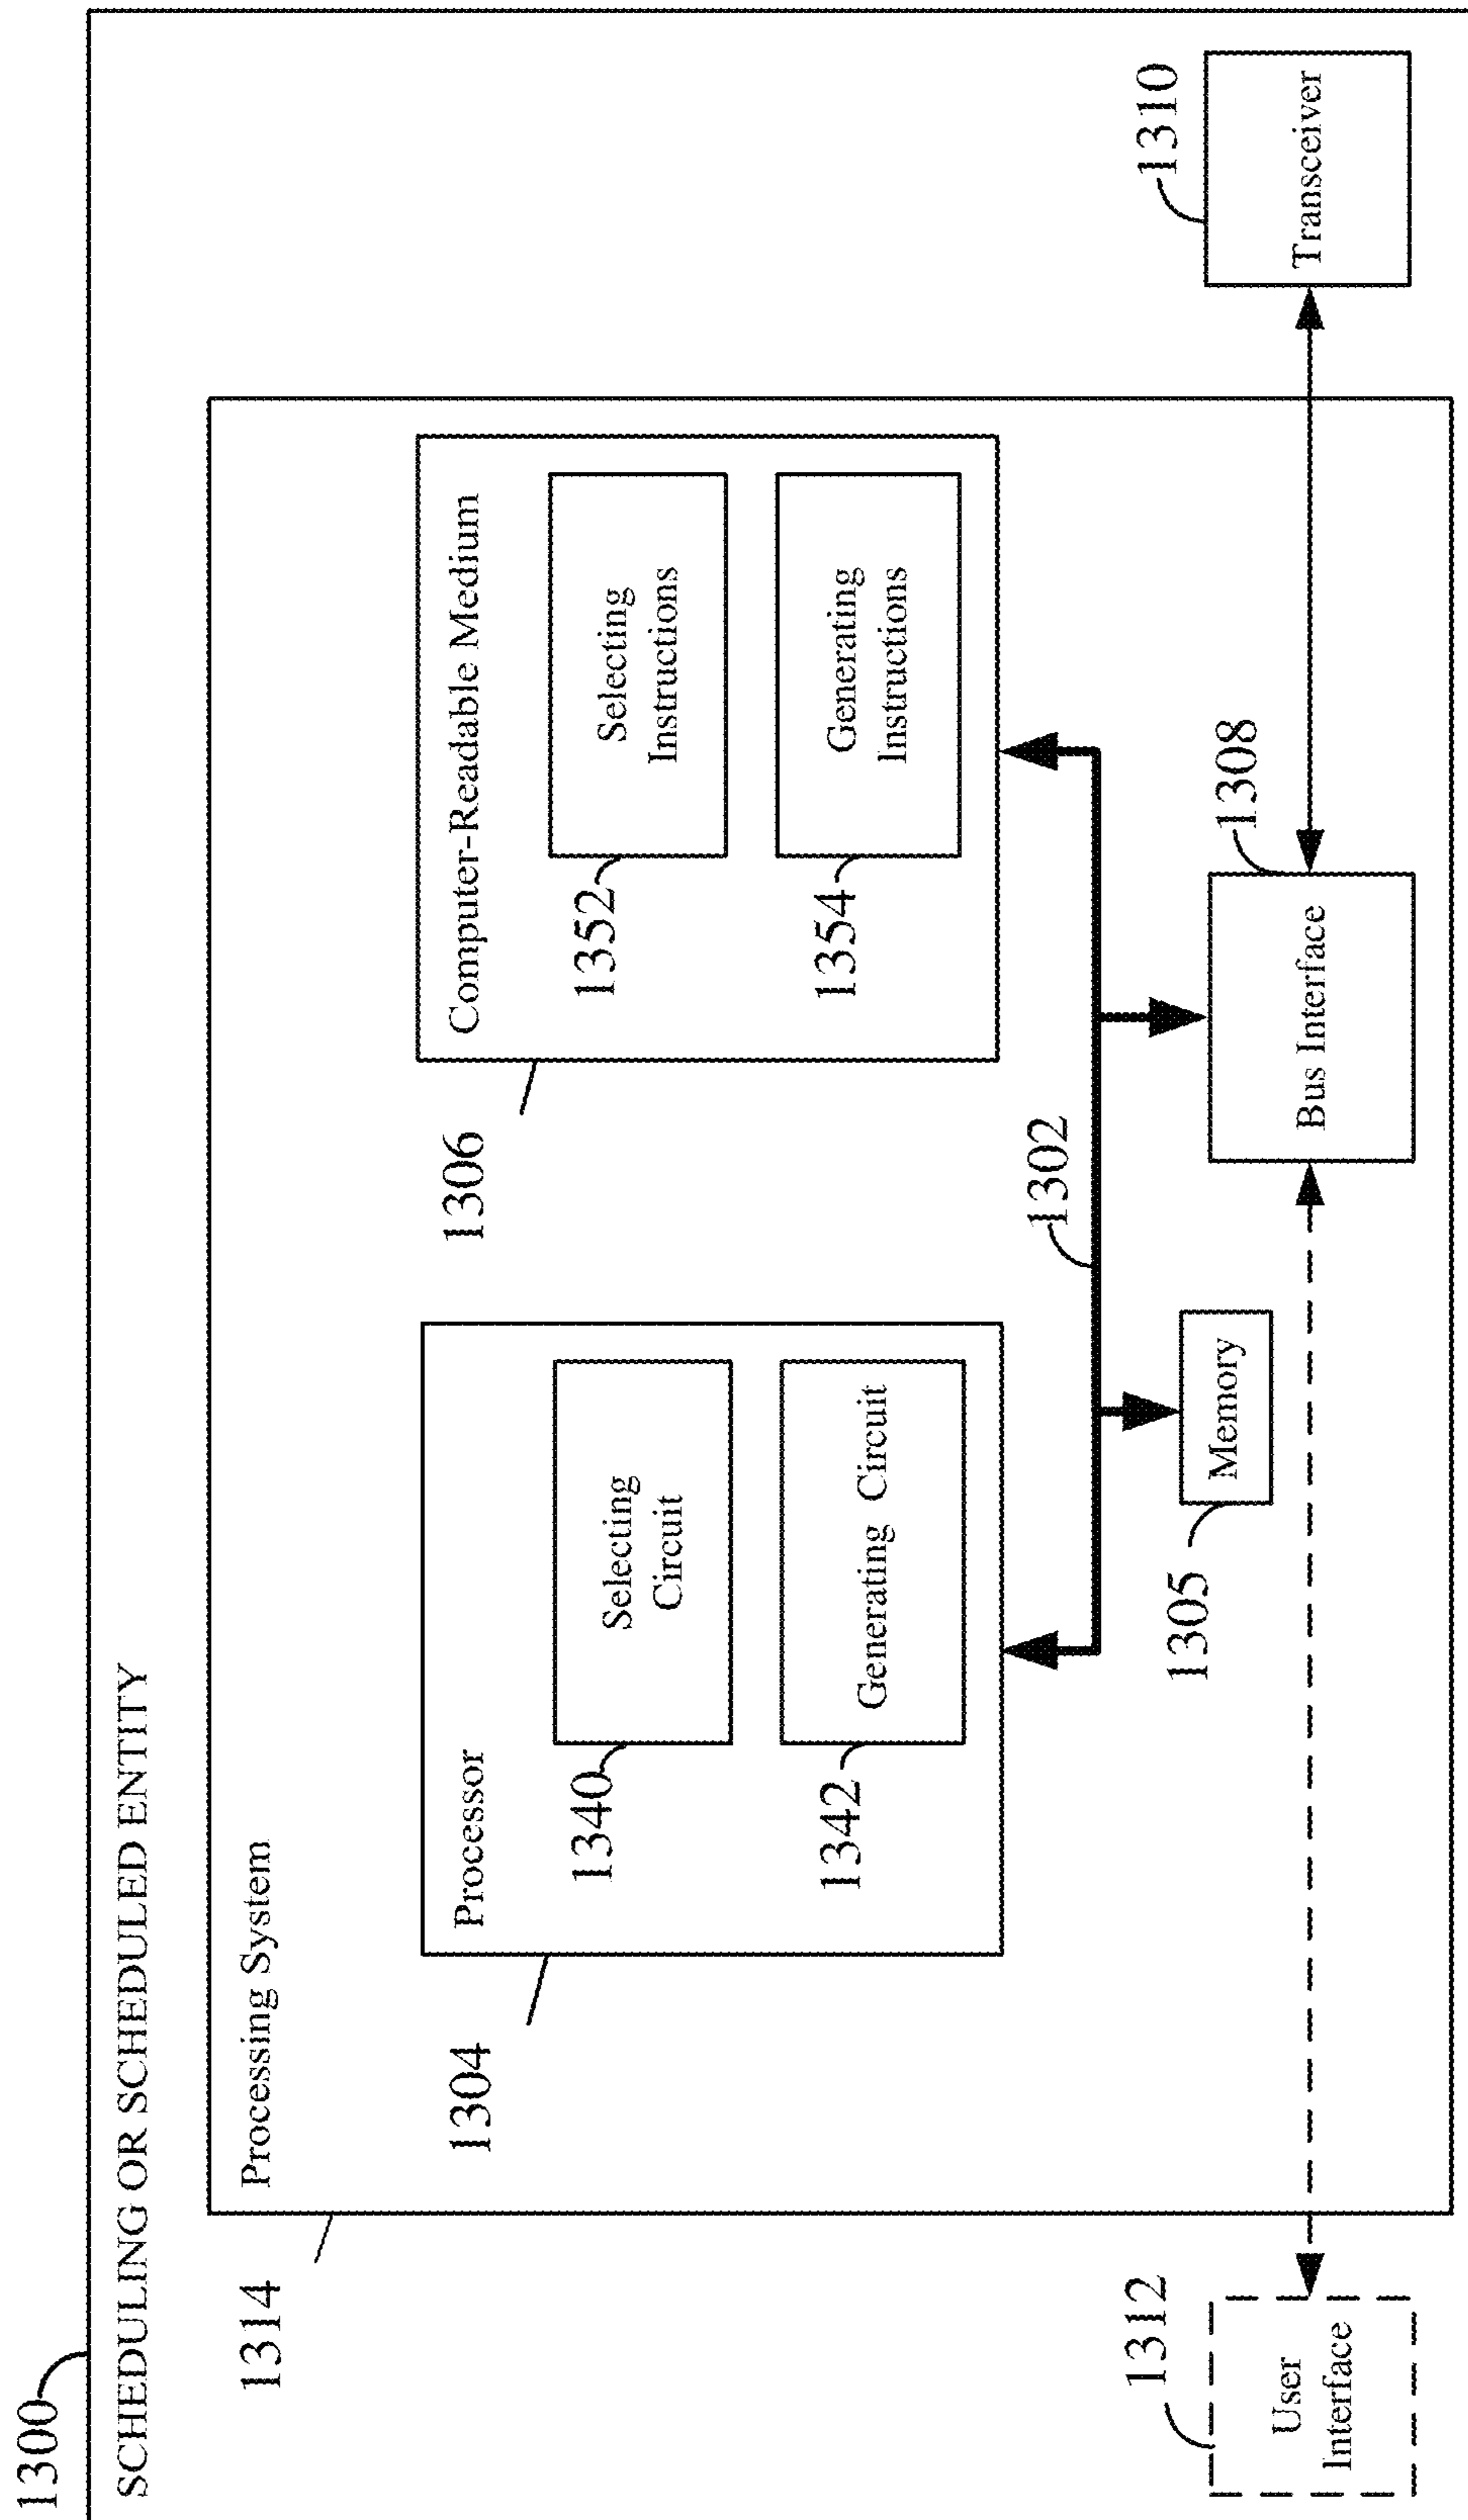 1300
SCHEDULING OR SCHEDULED ENTITY
1314
Processing System
1304
Processor
1340
Selecting
Circuit
1342
Generating Circuit
1306
Computer-Readable Medium
1352
Selecting
Instructions
1354
Generating
Instructions
1302
1305
Memory
1308
Bus Interface
1312
User
Interface
1310
Transceiver